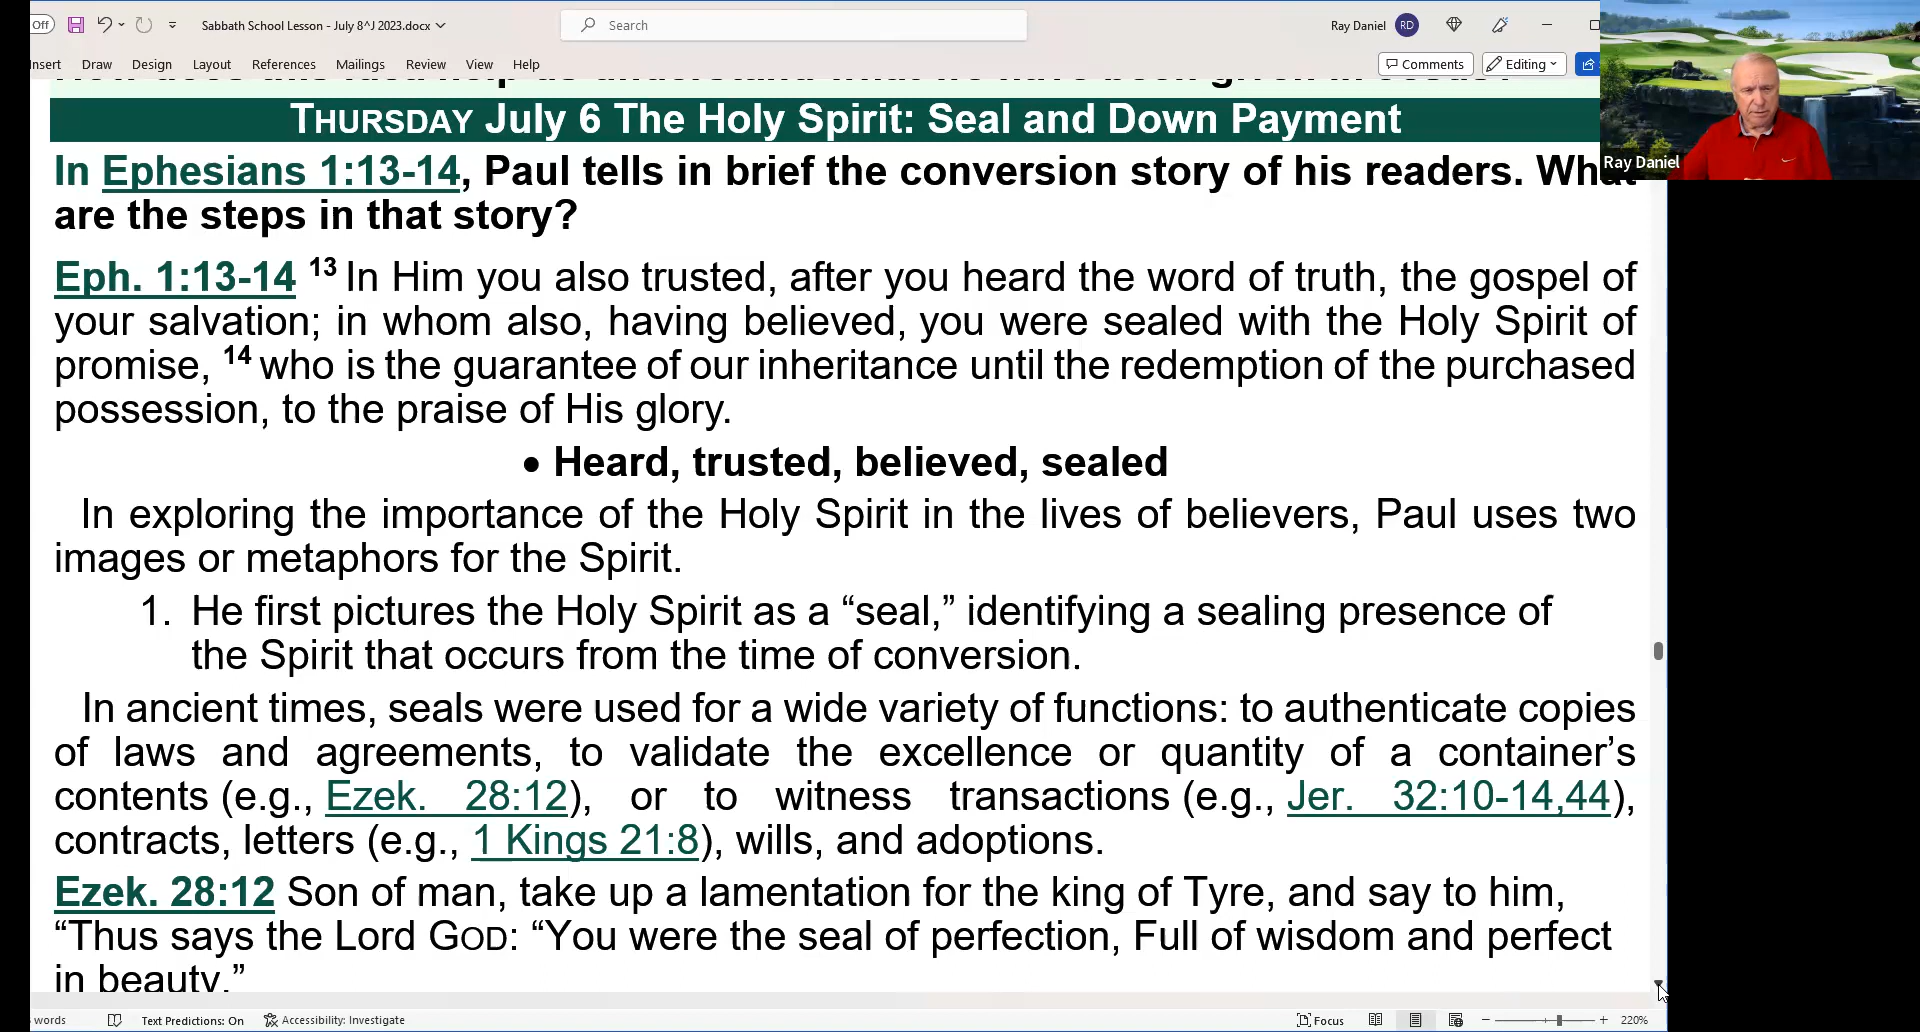 Off
Sabbath School Lesson - July 8^J 2023.docx
Search
Ray Daniel
RD
Insert Draw Design Layout References Mailings Review View Help
Comments
Editing
THURSDAY July 6 The Holy Spirit: Seal and Down Payment
Ray Daniel
In Ephesians 1:13-14, Paul tells in brief the conversion story of his readers. What
are the steps in that story?
Eph. 1:13-14 13 In Him you also trusted, after you heard the word of truth, the gospel of
your salvation; in whom also, having believed, you were sealed with the Holy Spirit of
promise, 14 who is the guarantee of our inheritance until the redemption of the purchased
possession, to the praise of His glory.
• Heard, trusted, believed, sealed
In exploring the importance of the Holy Spirit in the lives of believers, Paul uses two
images or metaphors for the Spirit.
1. He first pictures the Holy Spirit as a “seal,” identifying a sealing presence of
the Spirit that occurs from the time of conversion.
In ancient times, seals were used for a wide variety of functions: to authenticate copies
of laws and agreements, to validate the excellence or quantity of a container’s
contents (e.g., Ezek. 28:12), or to witness transactions (e.g., Jer. 32:10-14,44),
contracts, letters (e.g., 1 Kings 21:8), wills, and adoptions.
Ezek. 28:12 Son of man, take up a lamentation for the king of Tyre, and say to him,
“Thus says the Lord GOD: “You were the seal of perfection, Full of wisdom and perfect
in beauty.”
words
Text Predictions: On
Accessibility: Investigate
Focus
220%